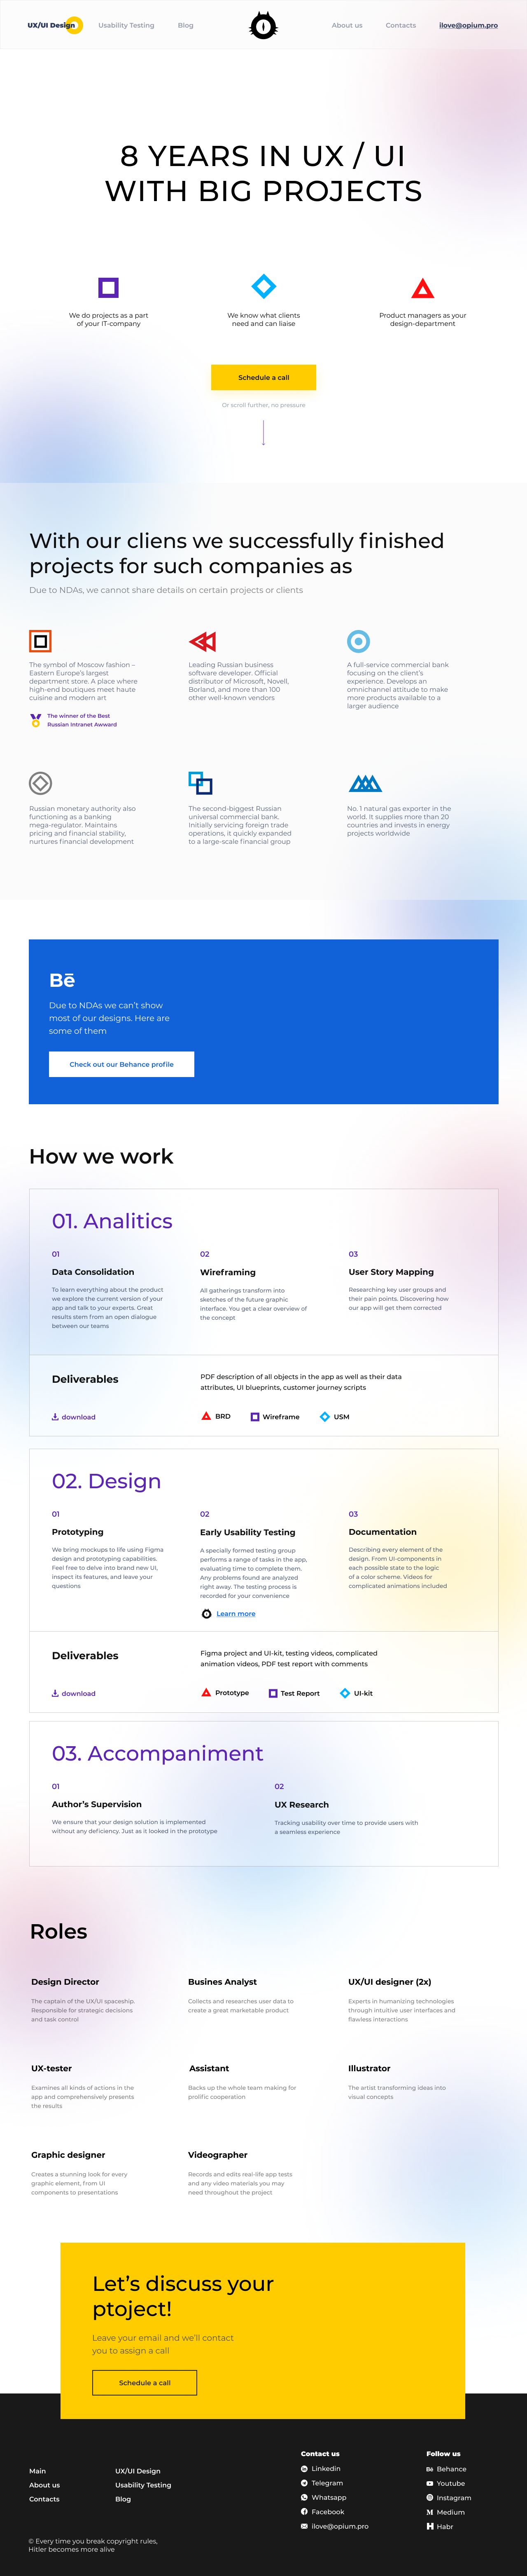 UX/UI Design
Usability Testing
Blog
About us
Contacts
ilove@opium.pro
8 YEARS IN UX / UI
WITH BIG PROJECTS
We do projects as a part
of your IT-company
We know what clients
need and can liaise
Product managers as your
design-department
Schedule a call
Or scroll further, no pressure
With our cliens we successfully finished
projects for such companies as
Due to NDAs, we cannot share details on certain projects or clients
The symbol of Moscow fashion –
Eastern Europe's largest
department store. A place where
high-end boutiques meet haute
cuisine and modern art
The winner of the Best
Russian Intranet Awward
Leading Russian business
software developer. Official
distributor of Microsoft, Novell,
Borland, and more than 100
other well-known vendors
A full-service commercial bank
focusing on the client's
experience. Develops an
omnichannel attitude to make
more products available to a
larger audience
Russian monetary authority also
functioning as a banking
mega-regulator. Maintains
pricing and financial stability,
nurtures financial development
The second-biggest Russian
universal commercial bank.
Initially servicing foreign trade
operations, it quickly expanded
to a large-scale financial group
No. 1 natural gas exporter in the
world. It supplies more than 20
countries and invests in energy
projects worldwide
Bē
Due to NDAs we can't show
most of our designs. Here are
some of them
Check out our Behance profile
How we work
01. Analitics
01
Data Consolidation
To learn everything about the product
we explore the current version of your
app and talk to your experts. Great
results stem from an open dialogue
between our teams
02
Wireframing
All gatherings transform into
sketches of the future graphic
interface. You get a clear overview of
the concept
03
User Story Mapping
Researching key user groups and
their pain points. Discovering how
our app will get them corrected
Deliverables
PDF description of all objects in the app as well as their data
attributes, UI blueprints, customer journey scripts
download
BRD
Wireframe
USM
02. Design
01
Prototyping
We bring mockups to life using Figma
design and prototyping capabilities.
Feel free to delve into brand new UI,
inspect its features, and leave your
questions
02
Early Usability Testing
A specially formed testing group
performs a range of tasks in the app,
evaluating time to complete them.
Any problems found are analyzed
right away. The testing process is
recorded for your convenience
Learn more
03
Documentation
Describing every element of the
design. From UI-components in
each possible state to the logic
of a color scheme. Videos for
complicated animations included
Deliverables
Figma project and UI-kit, testing videos, complicated
animation videos, PDF test report with comments
download
Prototype
Test Report
UI-kit
03. Accompaniment
01
Author's Supervision
We ensure that your design solution is implemented
without any deficiency. Just as it looked in the prototype
02
UX Research
Tracking usability over time to provide users with
a seamless experience
Roles
Design Director
The captain of the UX/UI spaceship.
Responsible for strategic decisions
and task control
Busines Analyst
Collects and researches user data to
create a great marketable product
UX/UI designer (2x)
Experts in humanizing technologies
through intuitive user interfaces and
flawless interactions
UX-tester
Examines all kinds of actions in the
app and comprehensively presents
the results
Assistant
Backs up the whole team making for
prolific cooperation
Illustrator
The artist transforming ideas into
visual concepts
Graphic designer
Creates a stunning look for every
graphic element, from UI
components to presentations
Videographer
Records and edits real-life app tests
and any video materials you may
need throughout the project
Let's discuss your
ptoject!
Leave your email and we'll contact
you to assign a call
Schedule a call
Main
About us
Contacts
UX/UI Design
Usability Testing
Blog
Contact us
Linkedin
Telegram
Whatsapp
Facebook
ilove@opium.pro
Follow us
Behance
Youtube
Instagram
Medium
Habr
© Every time you break copyright rules,
Hitler becomes more alive